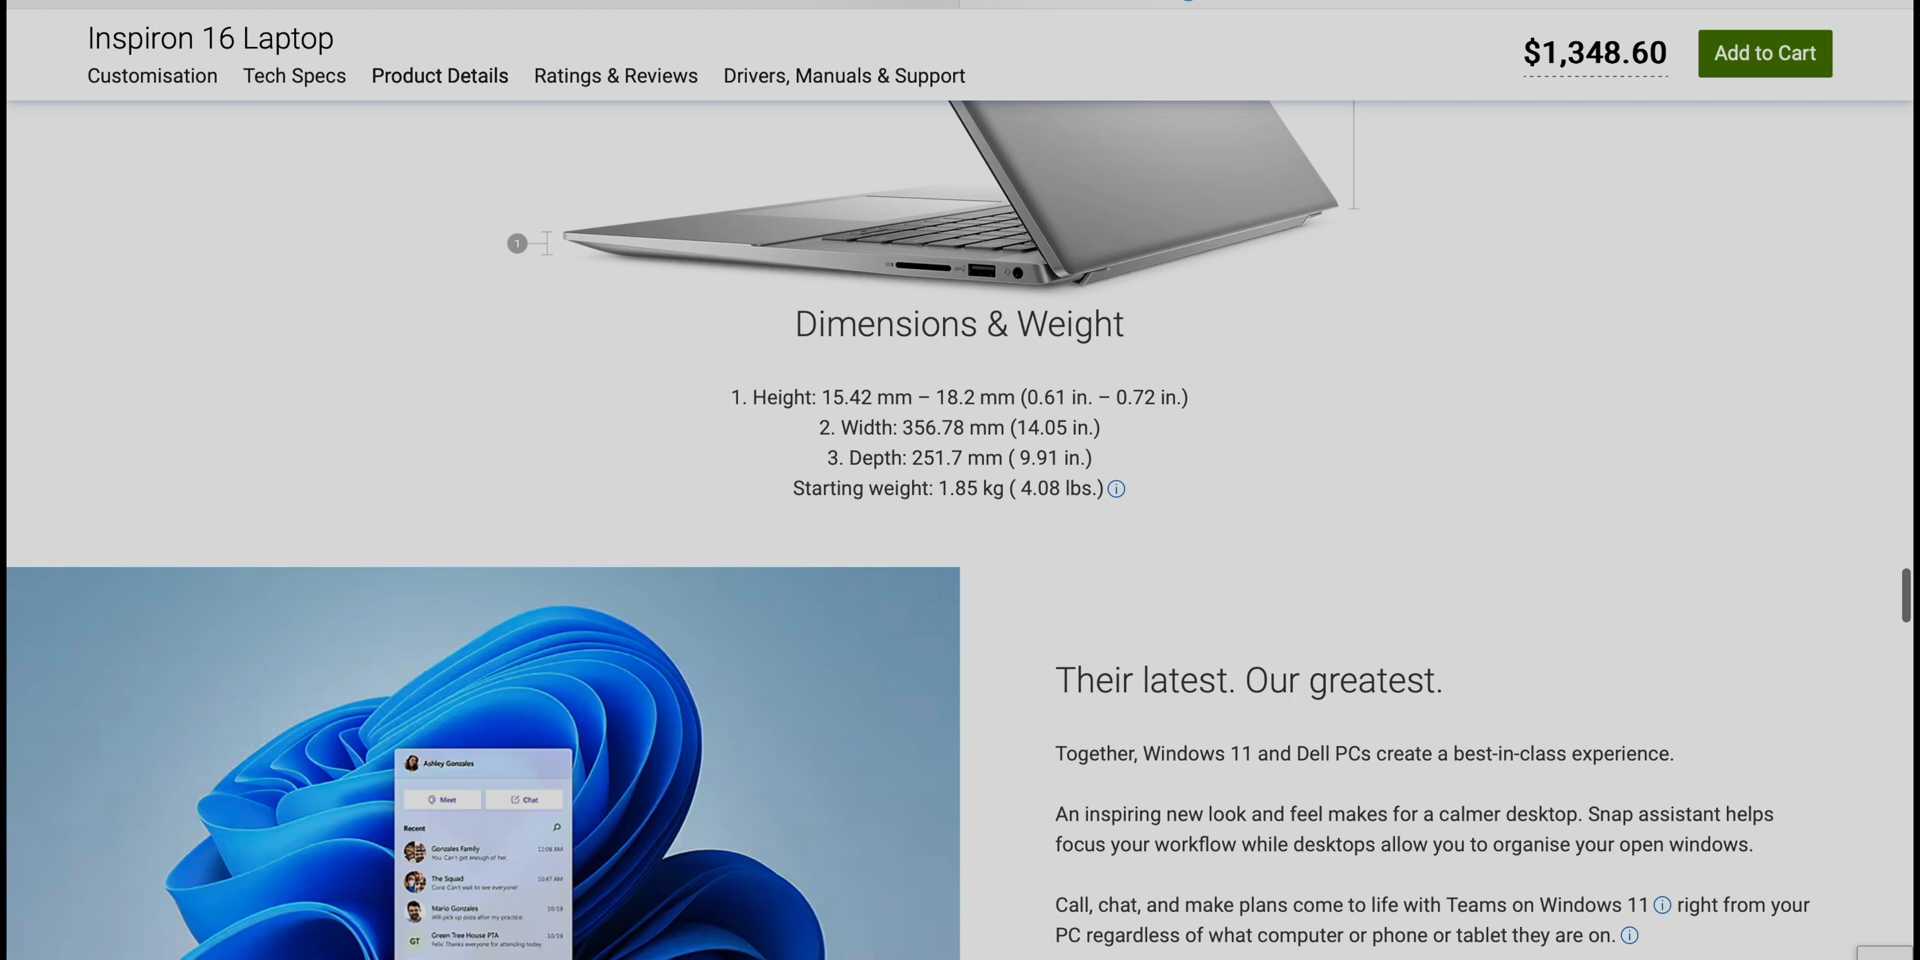 Inspiron 16 Laptop
Customisation Tech Specs Product Details Ratings & Reviews Drivers, Manuals & Support
$1,348.60
Add to Cart
1
Dimensions & Weight
1. Height: 15.42 mm – 18.2 mm (0.61 in. – 0.72 in.)
2. Width: 356.78 mm (14.05 in.)
3. Depth: 251.7 mm ( 9.91 in.)
Starting weight: 1.85 kg ( 4.08 lbs.)
Ashley Gonzales
Meet Chat
Recent
Gonzales Family 11:09 AM
You: Can't get enough of her.
The Squad 10:47 AM
Cora: Can't wait to see everyone!
Mario Gonzales 10/19
Will pick up pizza after my practice.
GT Green Tree House PTA 10/19
Felix: Thanks everyone for attending today.
Their latest. Our greatest.
Together, Windows 11 and Dell PCs create a best-in-class experience.
An inspiring new look and feel makes for a calmer desktop. Snap assistant helps
focus your workflow while desktops allow you to organise your open windows.
Call, chat, and make plans come to life with Teams on Windows 11 right from your
PC regardless of what computer or phone or tablet they are on.